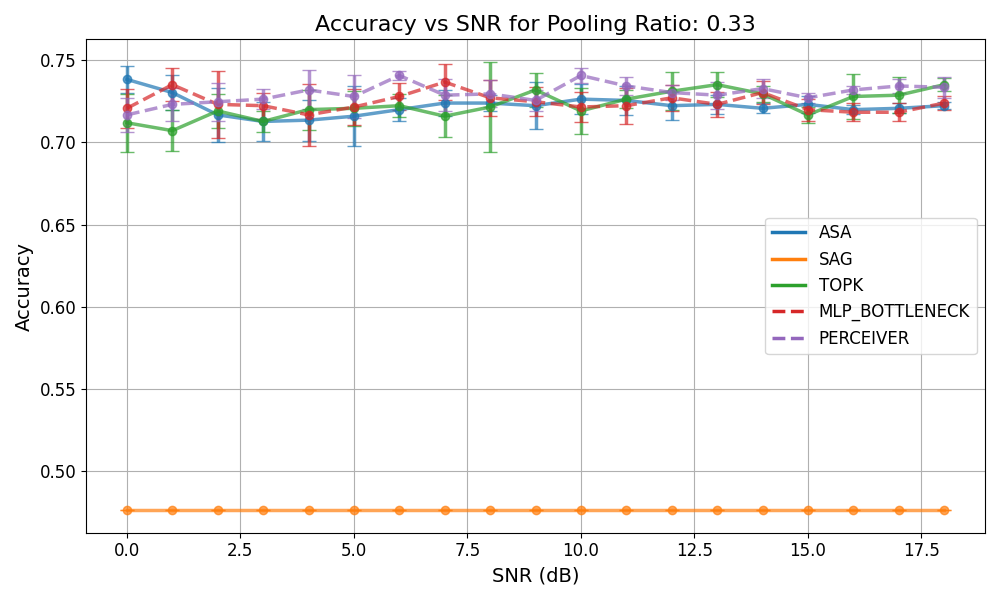 Accuracy vs SNR for Pooling Ratio: 0.33
Accuracy
0.75
0.70
0.65
0.60
0.55
0.50
ASA
SAG
TOPK
MLP_BOTTLENECK
PERCEIVER
0.0 2.5 5.0 7.5 10.0 12.5 15.0 17.5
SNR (dB)